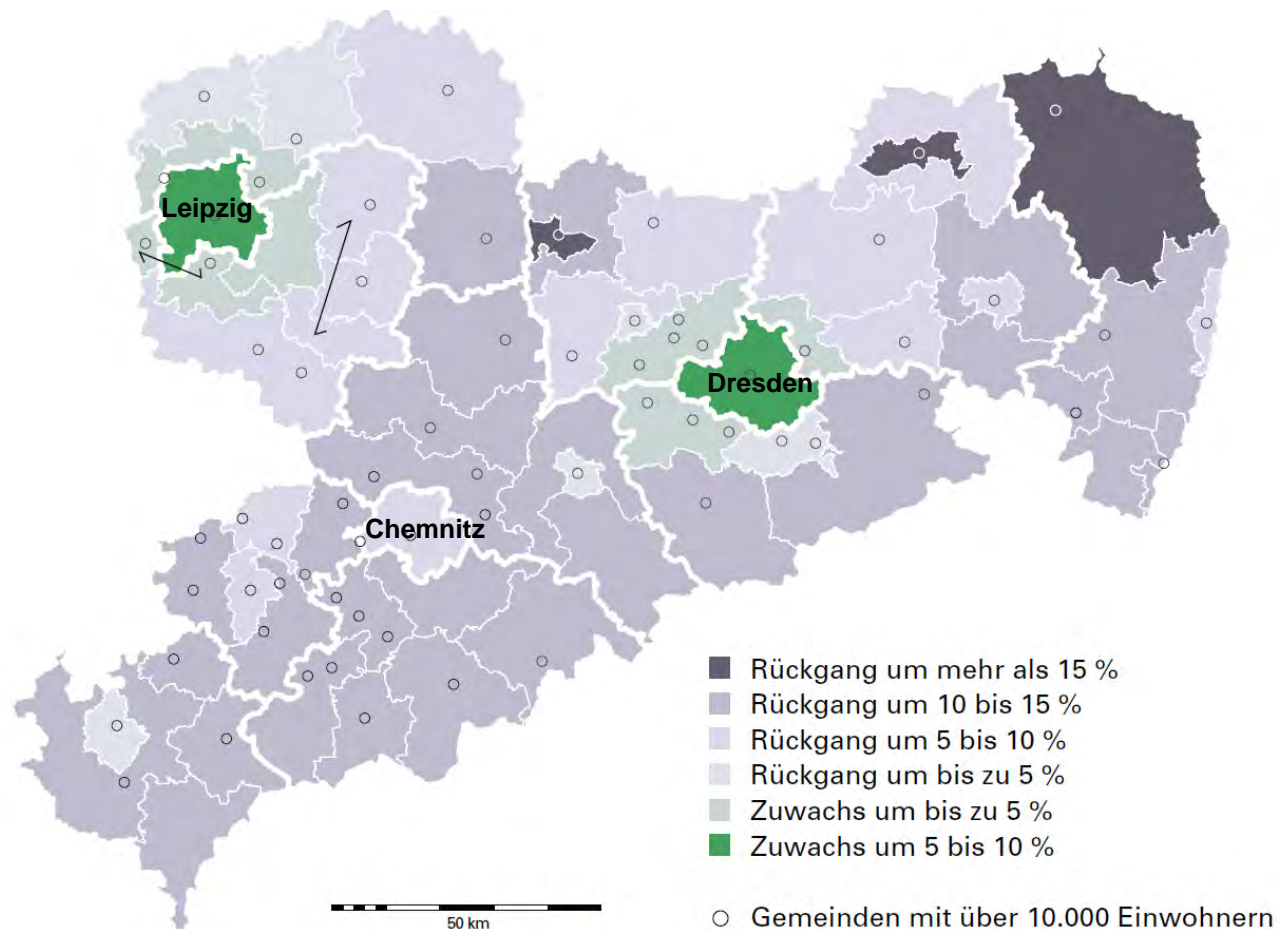 Leipzig
Dresden
Chemnitz
Rückgang um mehr als 15 %
Rückgang um 10 bis 15 %
Rückgang um 5 bis 10 %
Rückgang um bis zu 5 %
Zuwachs um bis zu 5 %
Zuwachs um 5 bis 10 %
50 km
Gemeinden mit über 10.000 Einwohnern